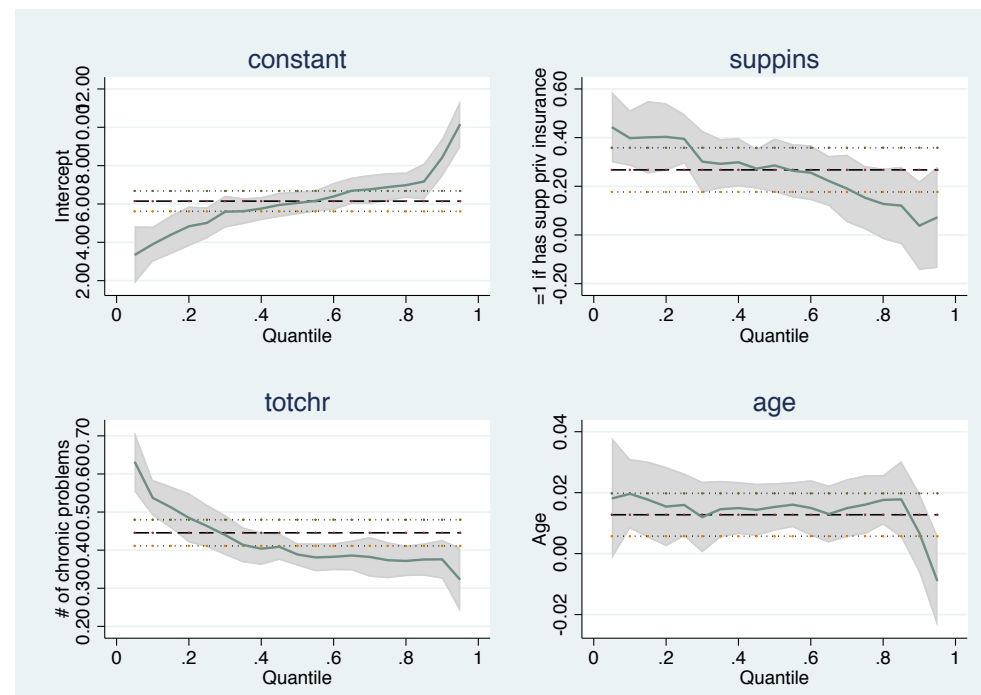 constant
Intercept
2.00 4.00 6.00 8.00 10.00 12.00
0 .2 .4 .6 .8 1
Quantile
suppins
=1 if has supp priv insurance
-0.20 0.00 0.20 0.40 0.60
0 .2 .4 .6 .8 1
Quantile
totchr
# of chronic problems
0.20 0.30 0.40 0.50 0.60 0.70
0 .2 .4 .6 .8 1
Quantile
age
Age
-0.02 0.00 0.02 0.04
0 .2 .4 .6 .8 1
Quantile